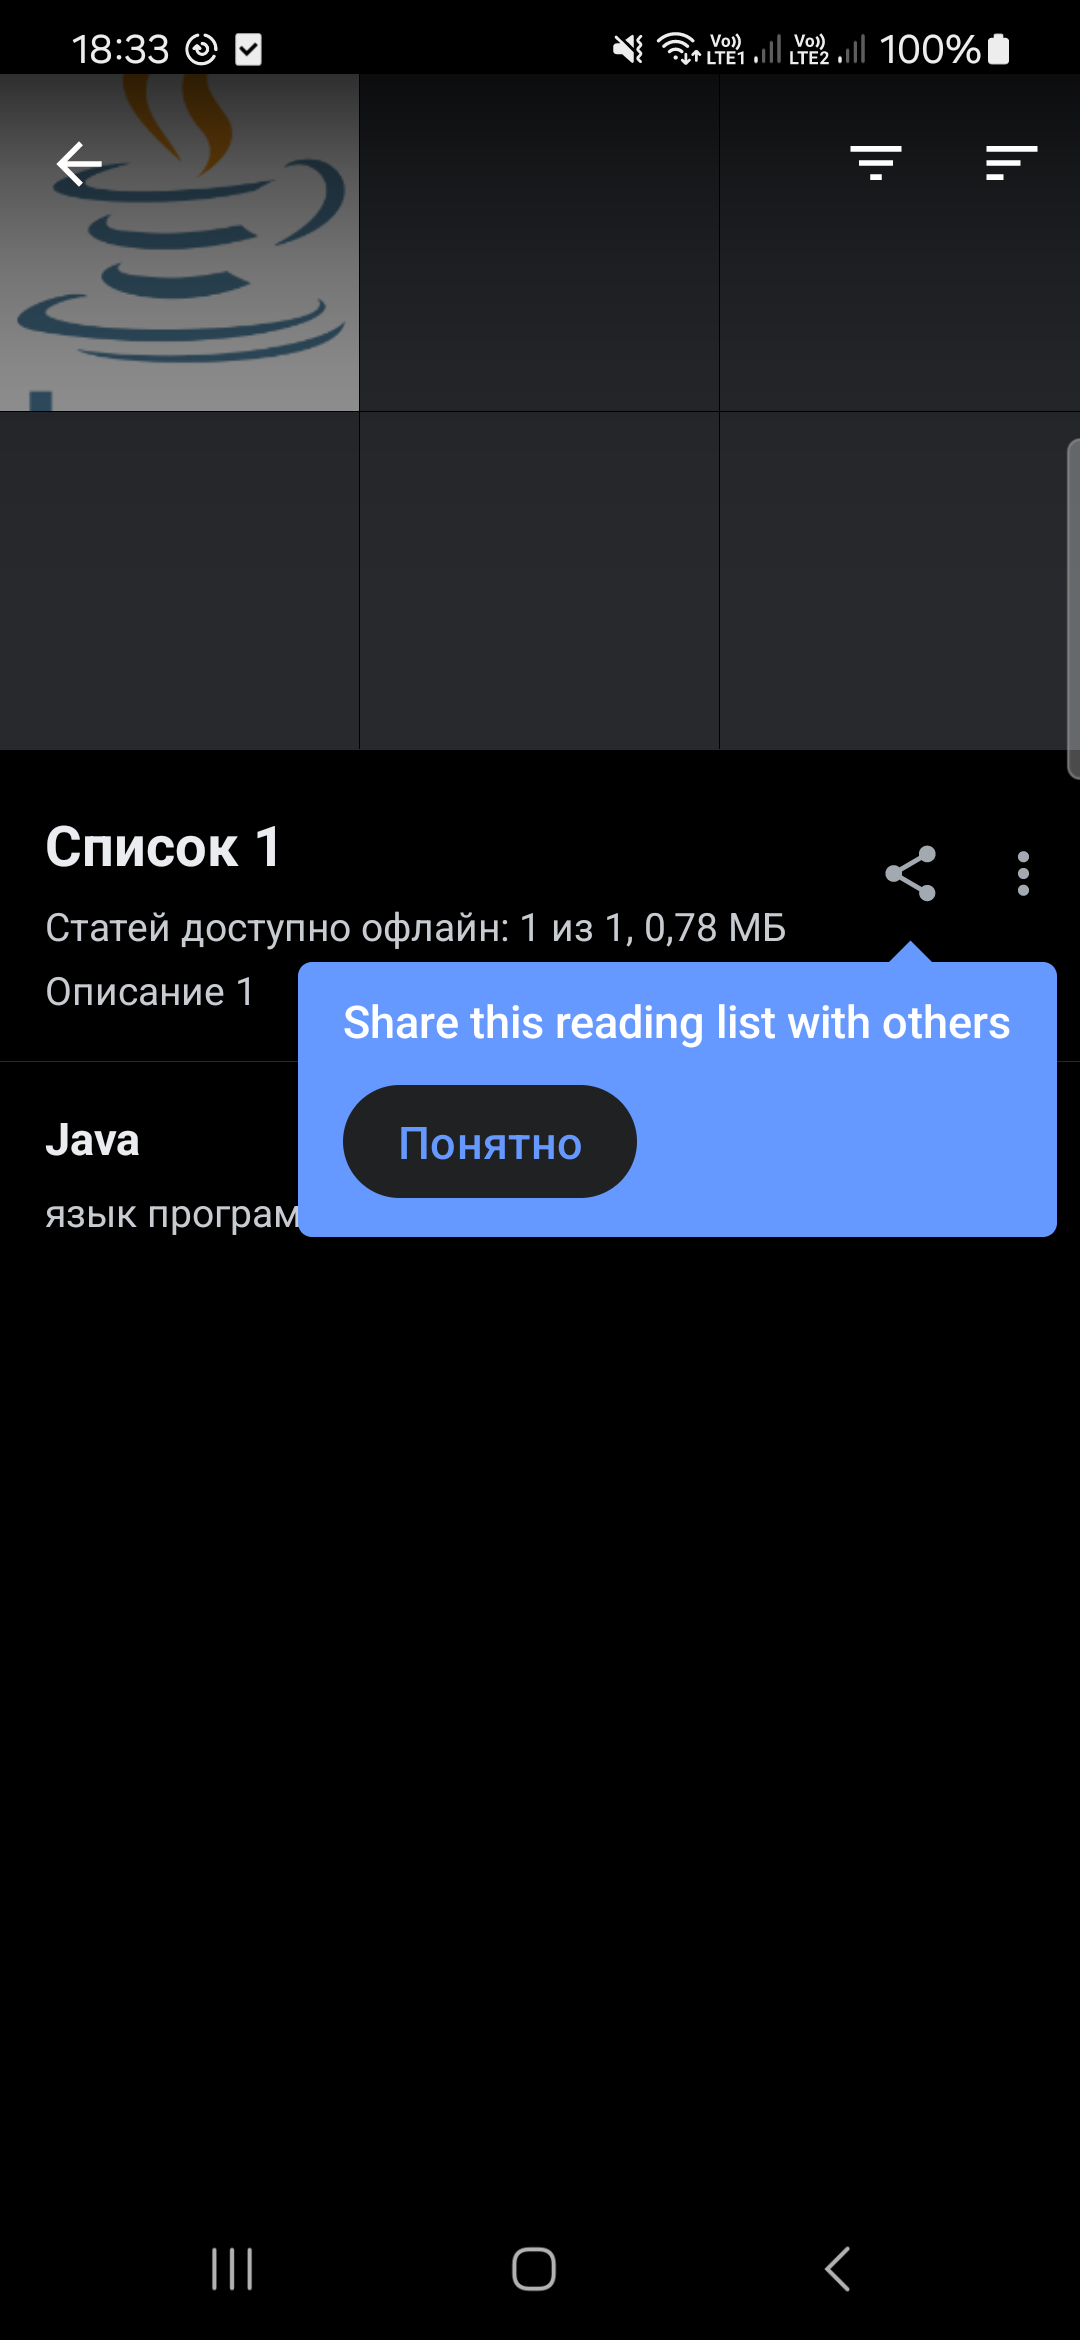 18:33
Vo)) LTE1 Vo)) LTE2 100%
Список 1
Статей доступно офлайн: 1 из 1, 0,78 МБ
Описание 1
Share this reading list with others
Понятно
Java
язык програм